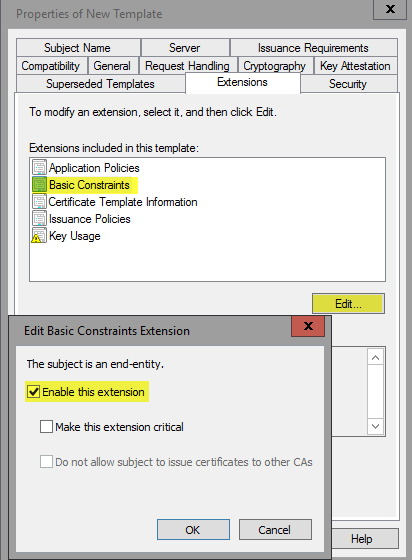 Properties of New Template
X
Subject Name
Server
Issuance Requirements
Compatibility
General
Request Handling
Cryptography
Key Attestation
Superseded Templates
Extensions
Security
To modify an extension, select it, and then click Edit.
Extensions included in this template:
Application Policies
Basic Constraints
Certificate Template Information
Issuance Policies
Key Usage
Edit...
Edit Basic Constraints Extension
X
The subject is an end-entity.
Enable this extension
Make this extension critical
Do not allow subject to issue certificates to other CAs
OK
Cancel
Help